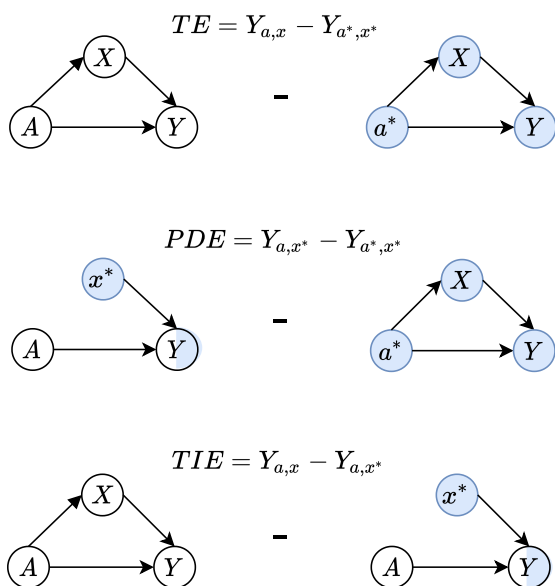 TE = Y_{a,x} − Y_{a*,x*}
X
X
-
A
Y
a*
Y
PDE = Y_{a,x*} − Y_{a*,x*}
x*
X
-
A
Y
a*
Y
TIE = Y_{a,x} − Y_{a,x*}
X
x*
-
A
Y
A
Y